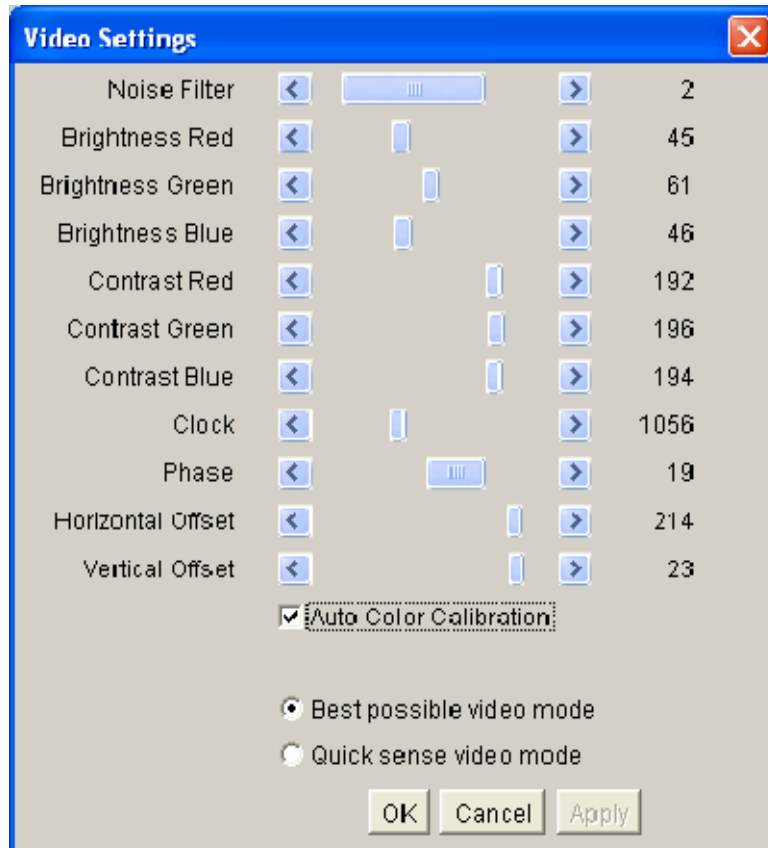 Video Settings
Noise Filter 2
Brightness Red 45
Brightness Green 61
Brightness Blue 46
Contrast Red 192
Contrast Green 196
Contrast Blue 194
Clock 1056
Phase 19
Horizontal Offset 214
Vertical Offset 23
Auto Color Calibration
Best possible video mode
Quick sense video mode
OK Cancel Apply